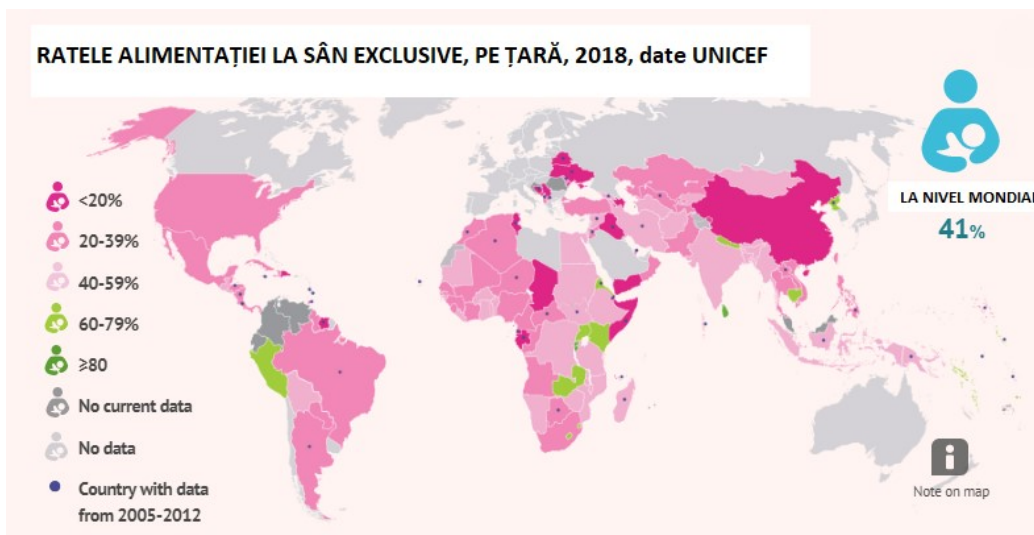 RATELE ALIMENTAȚIEI LA SÂN EXCLUSIVE, PE ȚARĂ, 2018, date UNICEF
<20%
20-39%
40-59%
60-79%
≥80
No current data
No data
Country with data
from 2005-2012
LA NIVEL MONDIAL
41%
Note on map